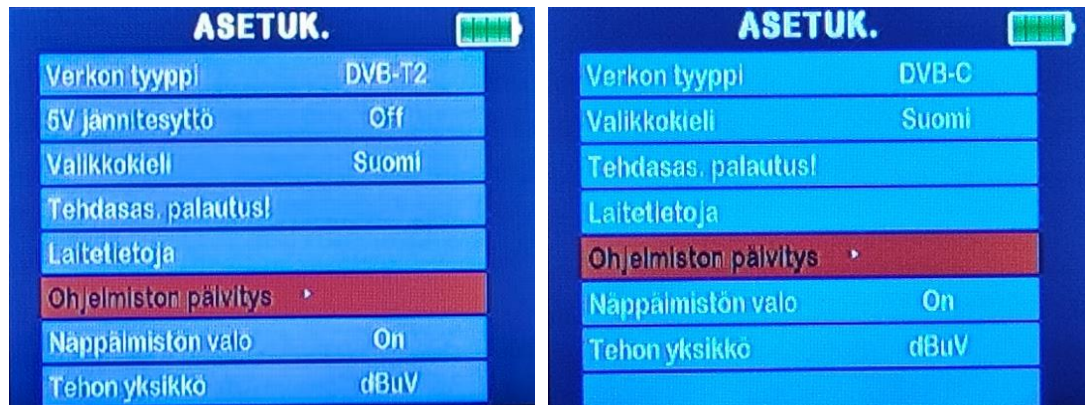 ASETUK.
Verkon tyyppi DVB-T2
5V jännitesyttö Off
Valikkokieli Suomi
Tehdasas. palautus!
Laitetietoja
Ohjelmiston päivitys
Näppäimistön valo On
Tehon yksikkö dBuV
ASETUK.
Verkon tyyppi DVB-C
Valikkokieli Suomi
Tehdasas. palautus!
Laitetietoja
Ohjelmiston päivitys
Näppäimistön valo On
Tehon yksikkö dBuV